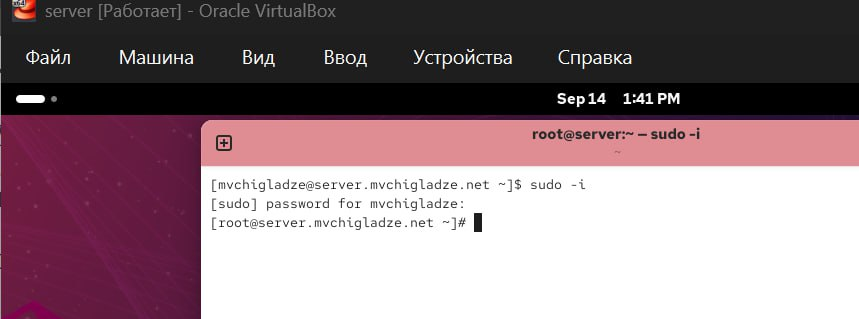 x64
server [Работает] - Oracle VirtualBox
Файл Машина Вид Ввод Устройства Справка
Sep 14 1:41 PM
root@server:~ — sudo -i
~
[mvchigladze@server.mvchigladze.net ~]$ sudo -i
[sudo] password for mvchigladze:
[root@server.mvchigladze.net ~]#